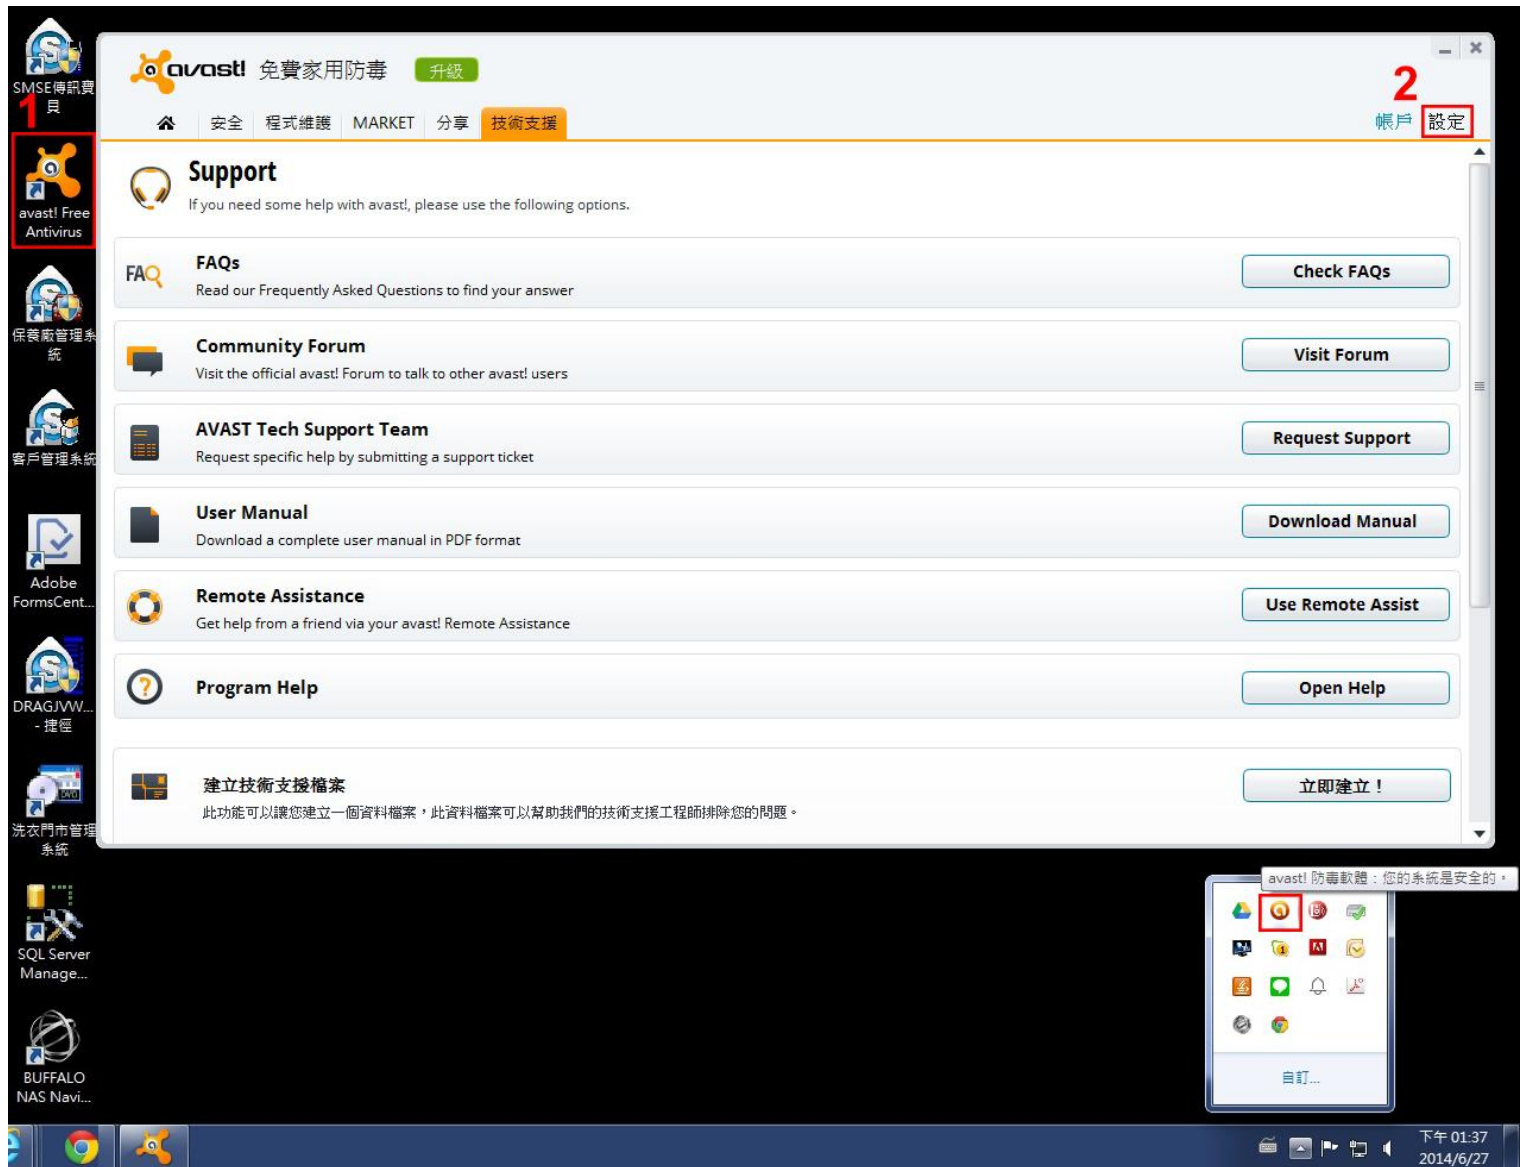 SMSE傳訊寶
貝
1
avast! Free
Antivirus
保養廠管理系
統
客戶管理系統
Adobe
FormsCent...
DRAGJVW...
- 捷徑
洗衣門市管理
系統
SQL Server
Manage...
BUFFALO
NAS Navi...
avast! 免費家用防毒 升級
2
安全 程式維護 MARKET 分享 技術支援 帳戶 設定
Support
If you need some help with avast!, please use the following options.
FAQ
FAQs
Read our Frequently Asked Questions to find your answer
Check FAQs
Community Forum
Visit the official avast! Forum to talk to other avast! users
Visit Forum
AVAST Tech Support Team
Request specific help by submitting a support ticket
Request Support
User Manual
Download a complete user manual in PDF format
Download Manual
Remote Assistance
Get help from a friend via your avast! Remote Assistance
Use Remote Assist
Program Help
Open Help
建立技術支援檔案
此功能可以讓您建立一個資料檔案，此資料檔案可以幫助我們的技術支援工程師排除您的問題。
立即建立！
avast! 防毒軟體：您的系統是安全的。
自訂...
下午 01:37
2014/6/27